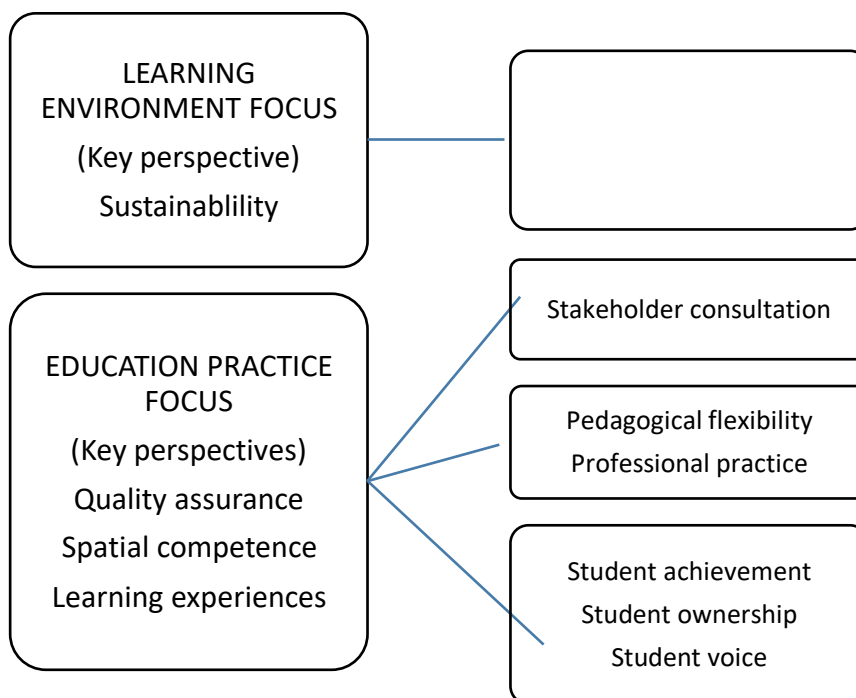 LEARNING
ENVIRONMENT FOCUS
(Key perspective)
Sustainablility
EDUCATION PRACTICE
FOCUS
(Key perspectives)
Quality assurance
Spatial competence
Learning experiences
Stakeholder consultation
Pedagogical flexibility
Professional practice
Student achievement
Student ownership
Student voice